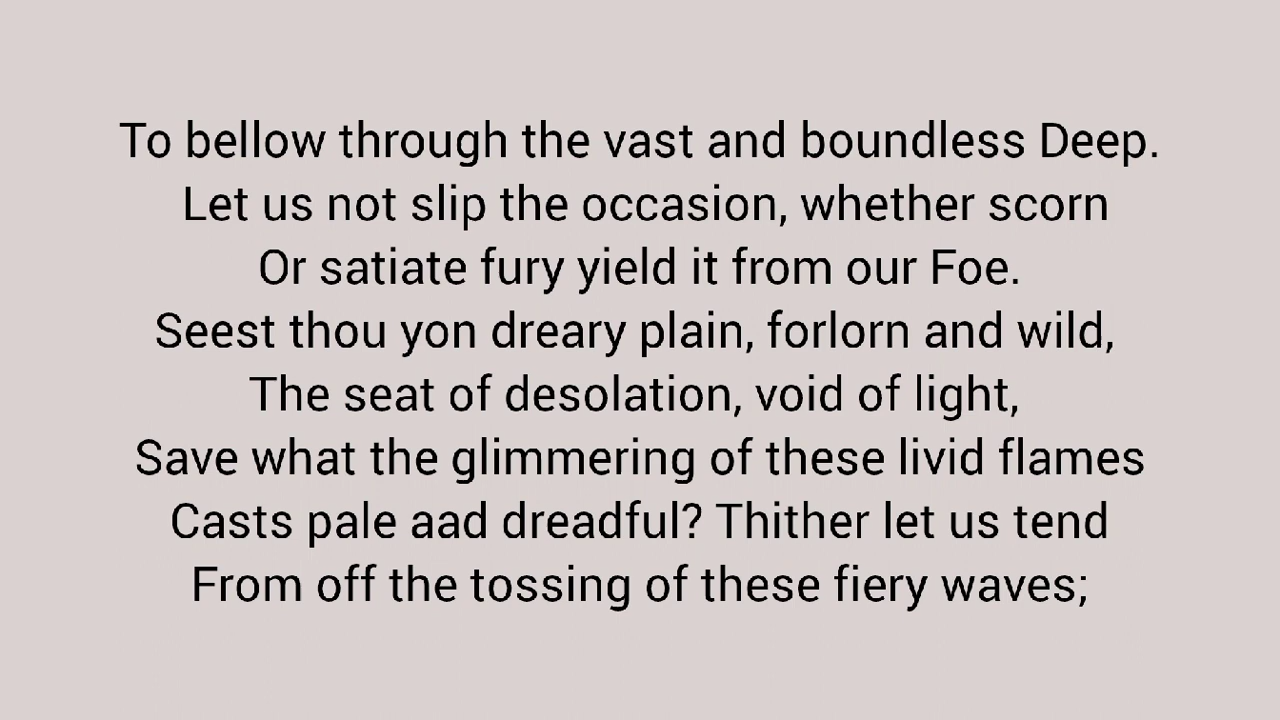 To bellow through the vast and boundless Deep.
Let us not slip the occasion, whether scorn
Or satiate fury yield it from our Foe.
Seest thou yon dreary plain, forlorn and wild,
The seat of desolation, void of light,
Save what the glimmering of these livid flames
Casts pale aad dreadful? Thither let us tend
From off the tossing of these fiery waves;